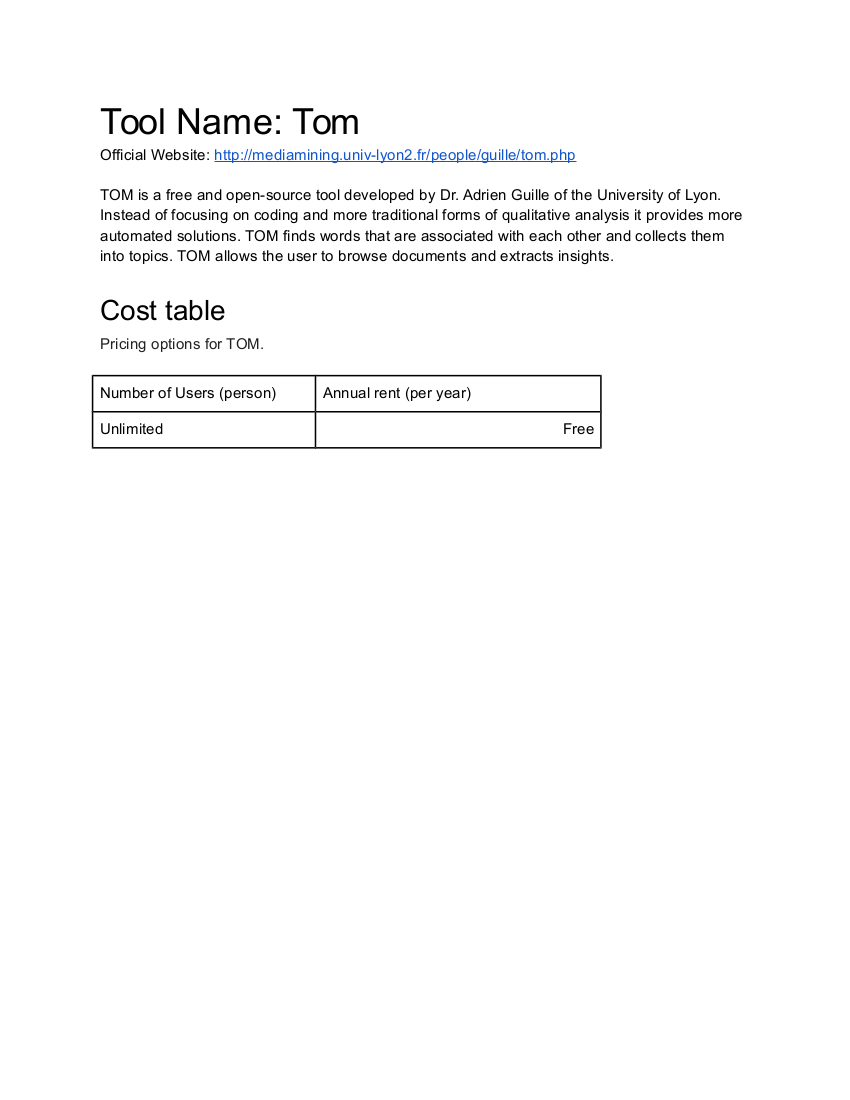 Tool Name: Tom
Official Website: http://mediamining.univ-lyon2.fr/people/guille/tom.php
TOM is a free and open-source tool developed by Dr. Adrien Guille of the University of Lyon.
Instead of focusing on coding and more traditional forms of qualitative analysis it provides more
automated solutions. TOM finds words that are associated with each other and collects them
into topics. TOM allows the user to browse documents and extracts insights.
Cost table
Pricing options for TOM.
Number of Users (person) Annual rent (per year)
Unlimited Free